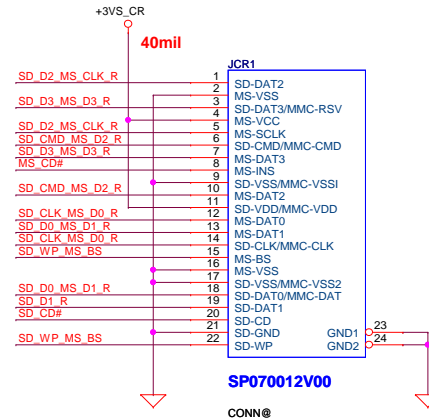 +3VS_CR
40mil
JCR1
SD_D2_MS_CLK_R 1 SD-DAT2
2 MS-VSS
SD_D3_MS_D3_R 3 SD-DAT3/MMC-RSV
4 MS-VCC
SD_D2_MS_CLK_R 5 MS-SCLK
SD_CMD_MS_D2_R 6 SD-CMD/MMC-CMD
SD_D3_MS_D3_R 7 MS-DAT3
MS_CD# 8 MS-INS
9 SD-VSS/MMC-VSSI
SD_CMD_MS_D2_R 10 MS-DAT2
11 SD-VDD/MMC-VDD
SD_CLK_MS_D0_R 12 MS-DAT0
SD_D0_MS_D1_R 13 MS-DAT1
SD_CLK_MS_D0_R 14 SD-CLK/MMC-CLK
SD_WP_MS_BS 15 MS-BS
16 MS-VSS
17 SD-VSS/MMC-VSS2
SD_D0_MS_D1_R 18 SD-DAT0/MMC-DAT
SD_D1_R 19 SD-DAT1
SD_CD# 20 SD-CD
21 SD-GND GND1 23
SD_WP_MS_BS 22 SD-WP GND2 24
SP070012V00
CONN@